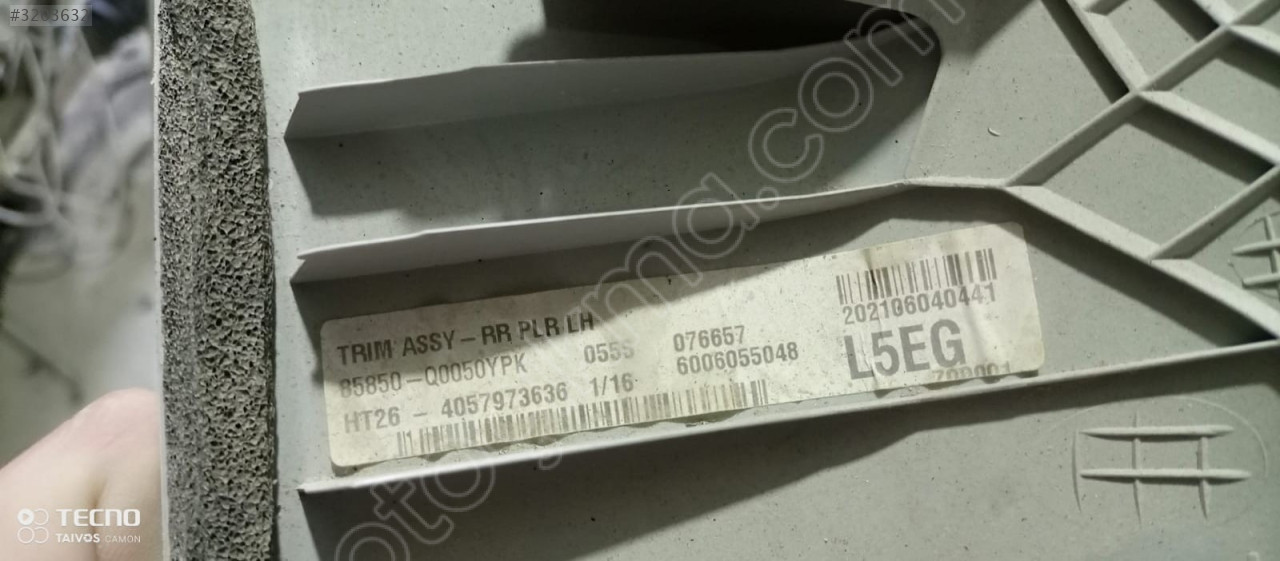 #3283632
TRIM ASSY-RR PLR LH
85850-Q0050YPK 055S 076657
HT26 - 4057973636 1/16 6006055048
202106040441
L5EG
TECNO
TAIVOS CAMON